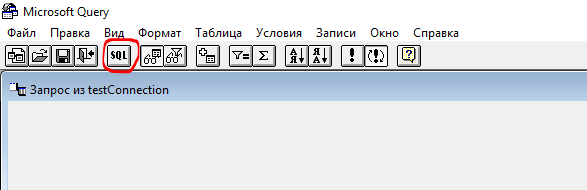 Microsoft Query
Файл Правка Вид Формат Таблица Условия Записи Окно Справка
SQL
Запрос из testConnection